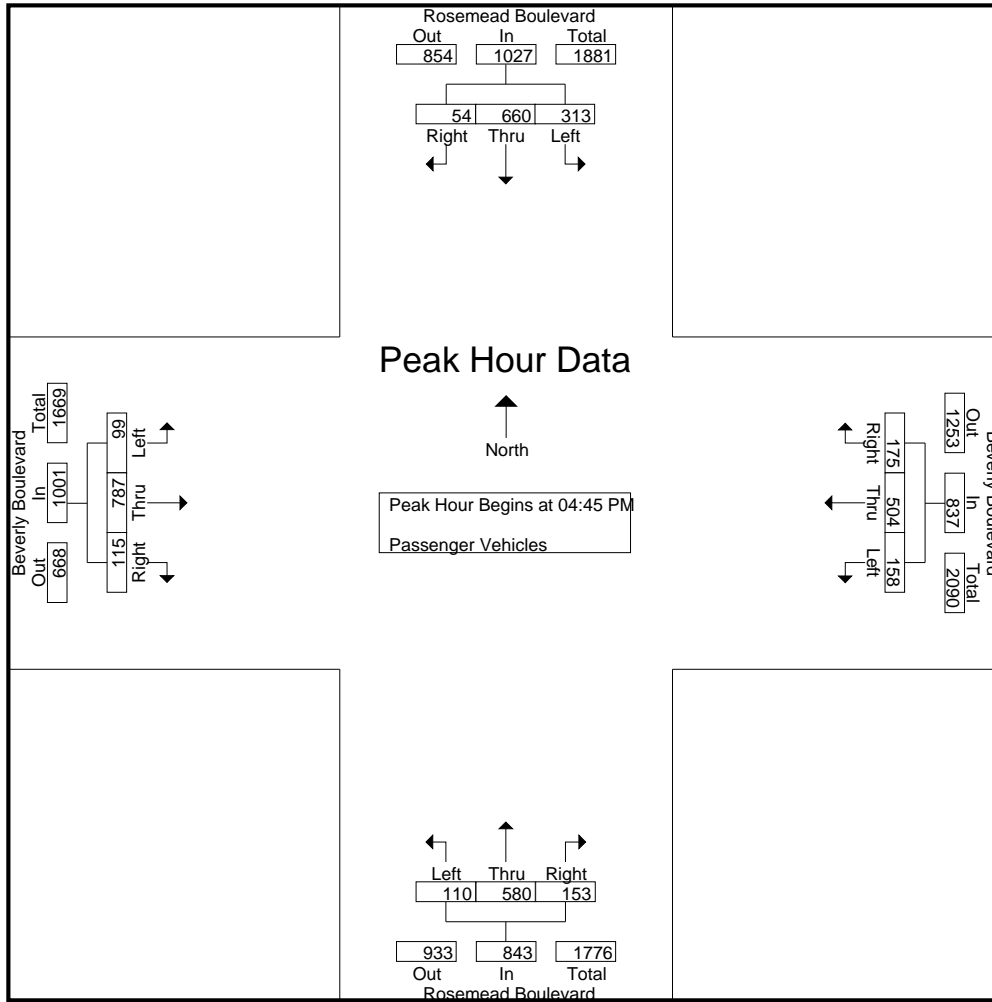 Rosemead Boulevard
Out In Total
854 1027 1881
54 660 313
Right Thru Left
Peak Hour Data
North
Peak Hour Begins at 04:45 PM
Passenger Vehicles
Beverly Boulevard
Out In Total
668 1001 1669
99 787 115
Left Thru Right
Beverly Boulevard
Out In Total
1253 837 2090
175 504 158
Right Thru Left
Left Thru Right
110 580 153
933 843 1776
Out In Total
Rosemead Boulevard